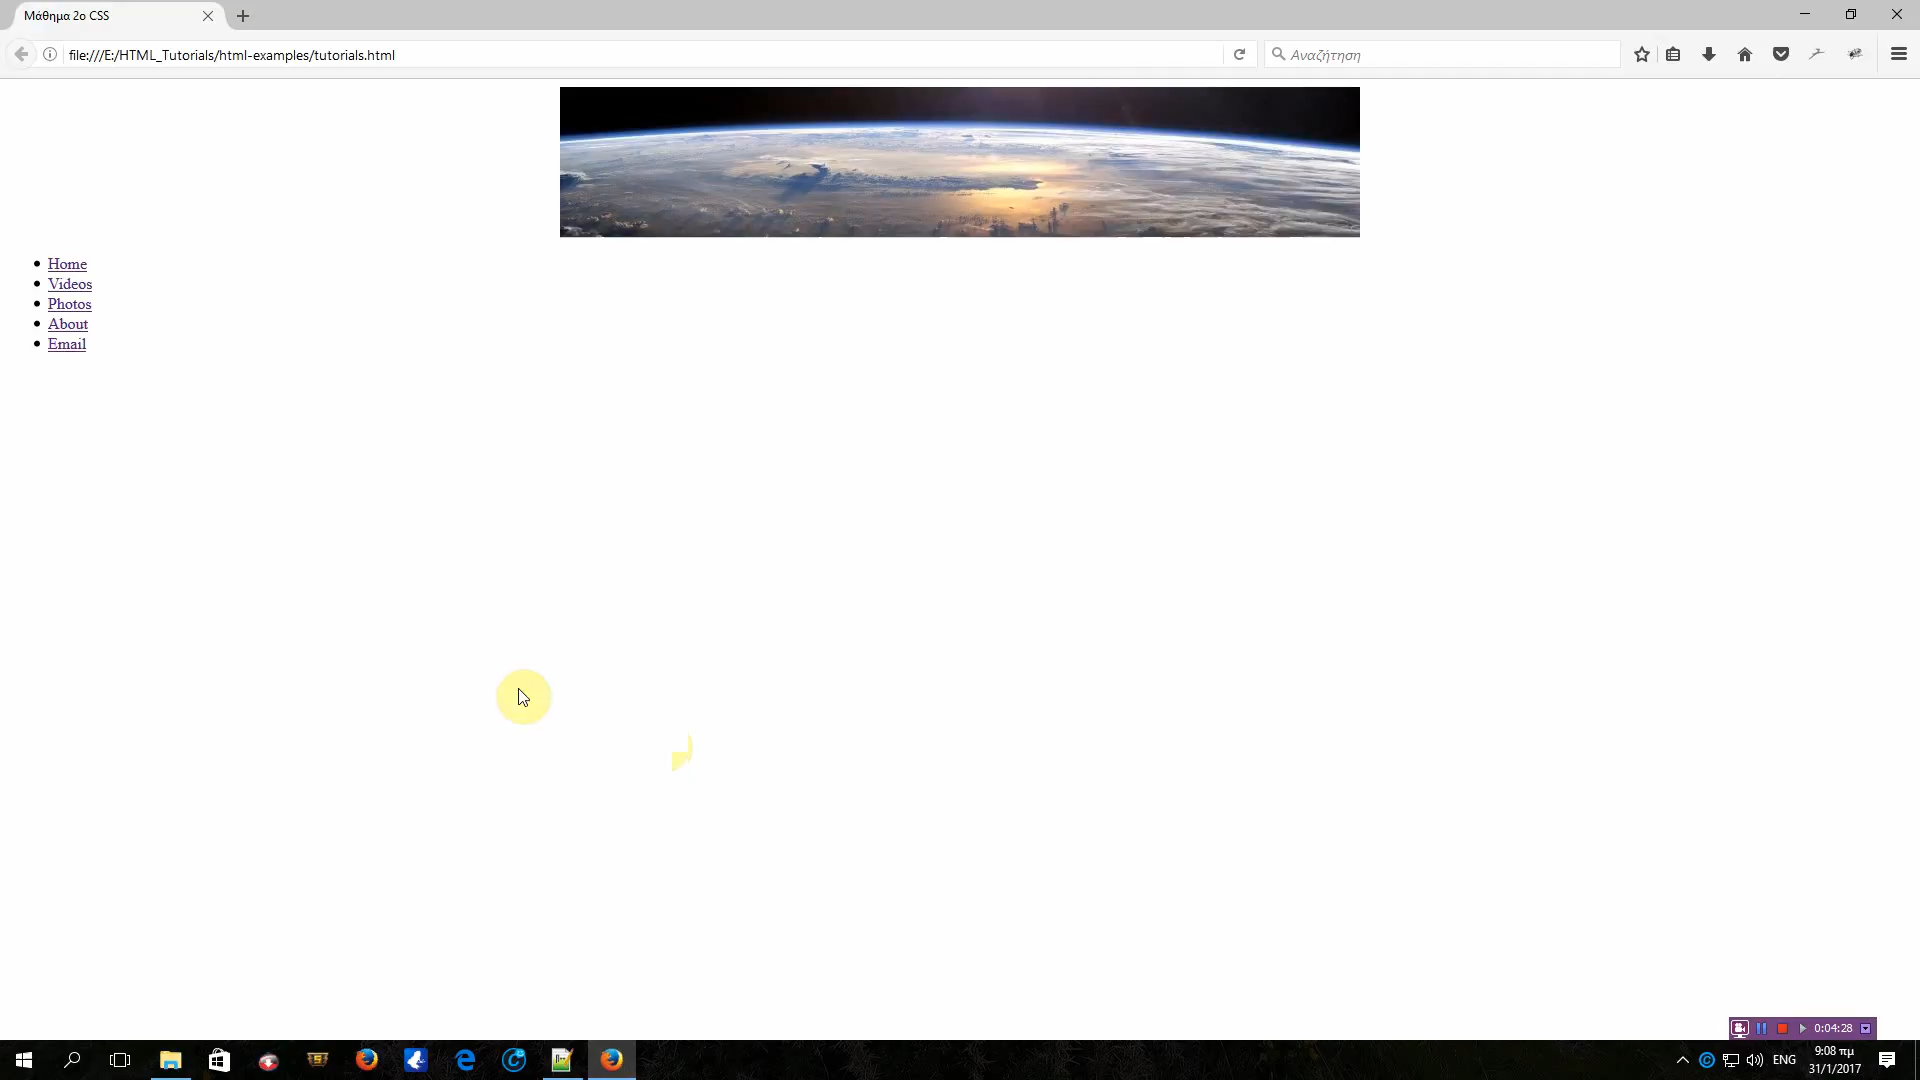 Μάθημα 2ο CSS
file:///E:/HTML_Tutorials/html-examples/tutorials.html
Αναζήτηση
Home
Videos
Photos
About
Email
0:04:28
ENG
9:08 πμ
31/1/2017